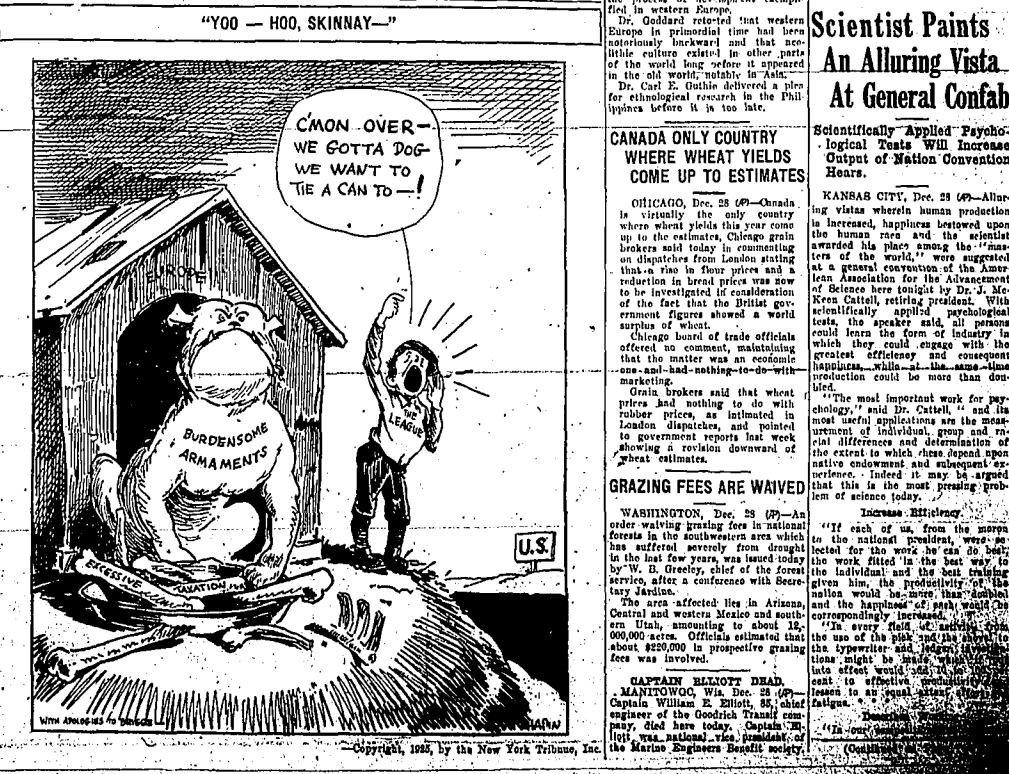 "YOO — HOO, SKINNAY—"
C'MON OVER—
WE GOTTA DOG
WE WANT TO
TIE A CAN TO —!
EUROPE
THE
LEAGUE
BURDENSOME
ARMAMENTS
U.S.
EXCESSIVE
TAXATION
WITH APOLOGIES TO BRIGGS
—Copyright, 1925, by the New York Tribune, Inc.
fied in western Europe.
Dr. Goddard retorted that western
Europe in primordial time had been
notoriously backward and that neo-
lithic culture existed in other parts
of the world long before it appeared
in the old world, notably in Asia.
Dr. Carl E. Guthie delivered a plea
for ethnological research in the Phil-
ippines before it is too late.
CANADA ONLY COUNTRY
WHERE WHEAT YIELDS
COME UP TO ESTIMATES
CHICAGO, Dec. 28 (AP)—Canada
is virtually the only country
where wheat yields this year come
up to the estimates, Chicago grain
brokers said today in commenting
on dispatches from London stating
that a rise in flour prices and a
reduction in bread prices was now
to be investigated in consideration
of the fact that the British gov-
ernment figures showed a world
surplus of wheat.
Chicago board of trade officials
offered no comment, maintaining
that the matter was an economic
one and had nothing to do with
marketing.
Grain brokers said that wheat
prices had nothing to do with
rubber prices, as intimated in
London dispatches, and pointed
to government reports last week
showing a revision downward of
wheat estimates.
GRAZING FEES ARE WAIVED
WASHINGTON, Dec. 28 (AP)—An
order waiving grazing fees in national
forests in the southwestern area which
has suffered severely from drought
in the last few years, was issued today
by W. B. Greeley, chief of the forest
service, after a conference with Secre-
tary Jardine.
The area affected lies in Arizona,
Central and western Mexico and south-
ern Utah, amounting to about 12,-
000,000 acres. Officials estimated that
about $220,000 in prospective grazing
fees was involved.
CAPTAIN ELLIOTT DEAD.
MANITOWOC, Wis. Dec. 28 (AP)—
Captain William E. Elliott, 85, chief
engineer of the Goodrich Transit com-
pany, died here today. Captain El-
liott was national vice president of
the Marine Engineers Benefit society.
Scientist Paints
An Alluring Vista
At General Confab
Scientifically Applied Psycho-
logical Tests Will Increase
Output of Nation Convention
Hears.
KANSAS CITY, Dec. 28 (AP)—Allur-
ing vistas wherein human production
is increased, happiness bestowed upon
the human race and the scientist
awarded his place among the "mas-
ters of the world," were suggested
at a general convention of the Amer-
ican Association for the Advancement
of Science here tonight by Dr. J. Mc-
Keen Cattell, retiring president. With
scientifically applied psychological
tests, the speaker said, all persons
could learn the form of industry in
which they could engage with the
greatest efficiency and consequent
happiness, while at the same time
production could be more than dou-
bled.
"The most important work for psy-
chology," said Dr. Cattell, " and its
most useful applications are the meas-
urement of individual, group and ra-
cial differences and determination of
the extent to which these depend upon
native endowment and subsequent ex-
perience. Indeed it may be argued
that this is the most pressing prob-
lem of science today.
Increase Efficiency
"If each of us, from the moron
to the national president, were se-
lected for the work he can do best,
the work fitted in the best way to
the individual and the best training
given him, the productivity of the
nation would be more than doubled
and the happiness of each would be
correspondingly increased.
"In every field of activity from
the use of the pick and the shovel to
the typewriter and ledger
tions might be made, which if put
into effect would add
cent to effective productivity
lessen to an equal extent
fatigue.
"In our
(Continued on